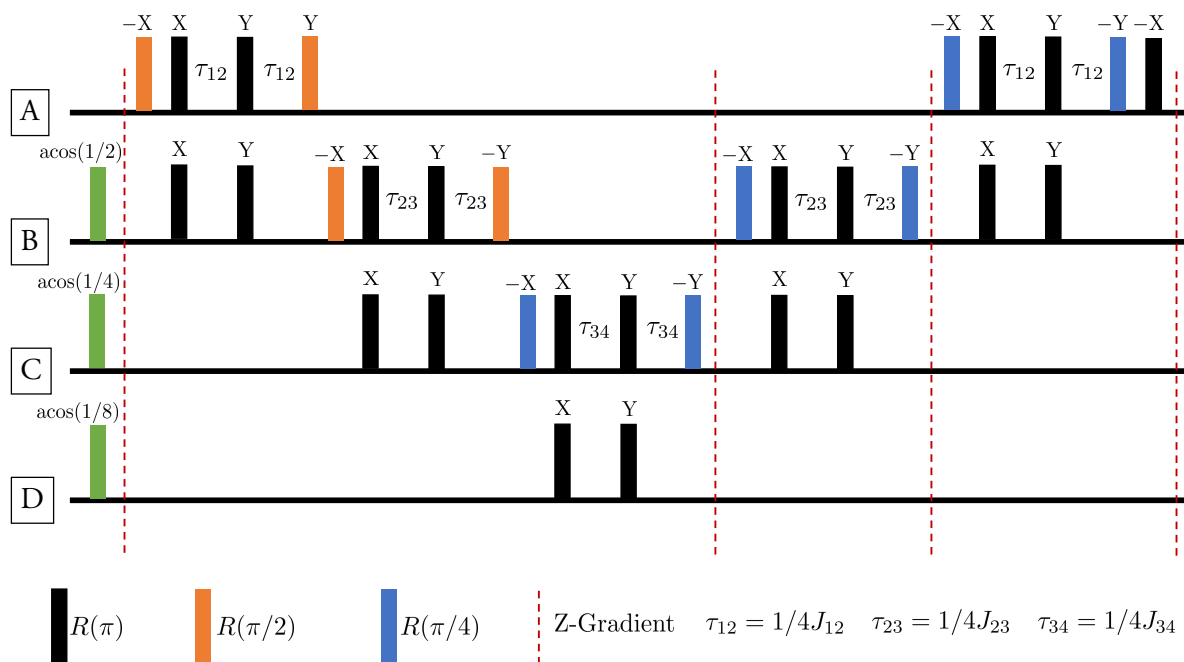 −X X Y Y −X X Y −Y −X
τ12 τ12 τ12 τ12
A
acos(1/2) X Y −X X Y −Y −X X Y −Y X Y
τ23 τ23 τ23 τ23
B
acos(1/4) X Y −X X Y −Y X Y
τ34 τ34
C
acos(1/8) X Y
D
R(π) R(π/2) R(π/4) Z-Gradient τ12 = 1/4J12 τ23 = 1/4J23 τ34 = 1/4J34